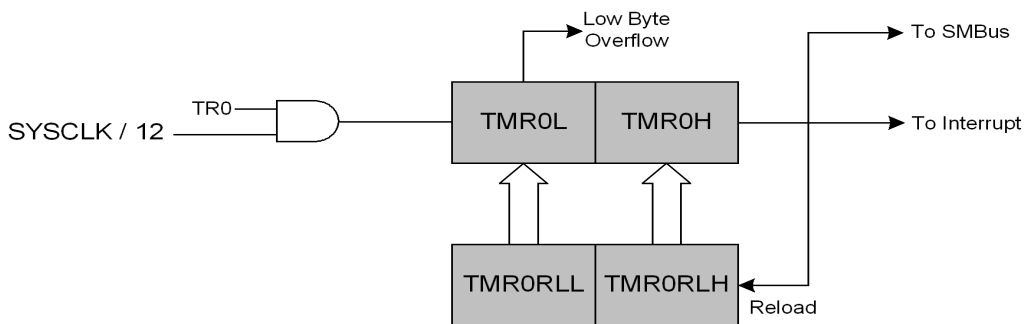 Low Byte
Overflow
To SMBus
TR0
SYSCLK / 12
TMR0L
TMR0H
To Interrupt
TMR0RLL
TMR0RLH
Reload